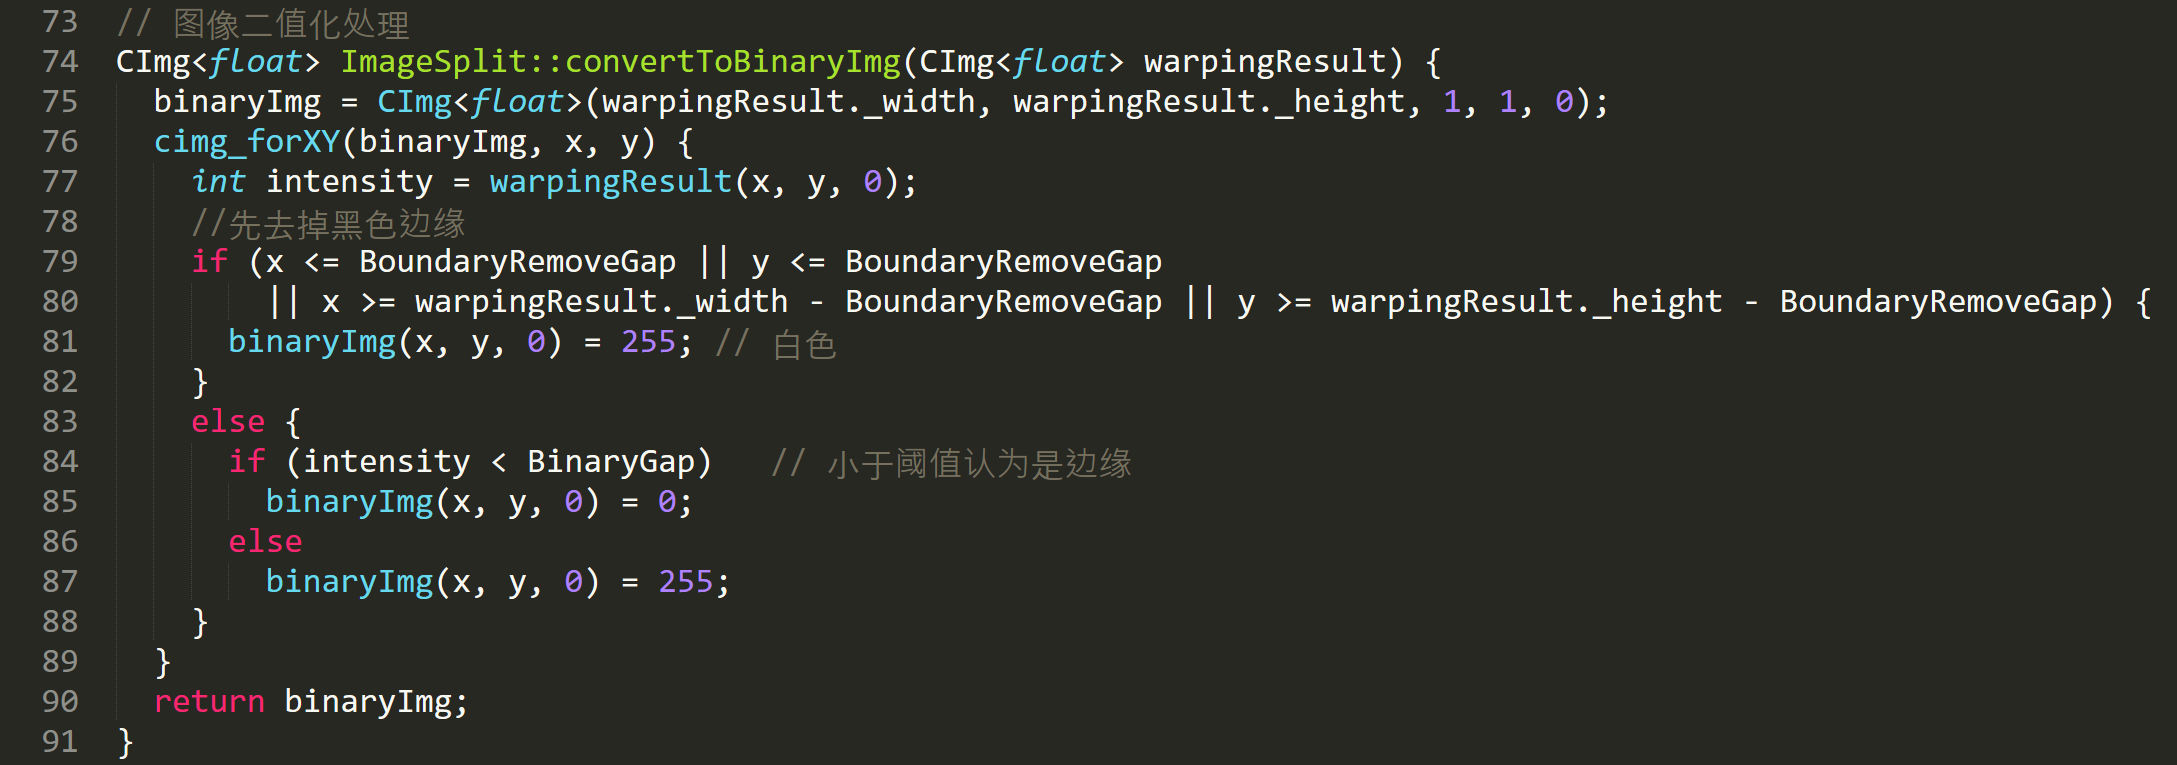 73 // 图像二值化处理
74 CImg<float> ImageSplit::convertToBinaryImg(CImg<float> warpingResult) {
75 binaryImg = CImg<float>(warpingResult._width, warpingResult._height, 1, 1, 0);
76 cimg_forXY(binaryImg, x, y) {
77 int intensity = warpingResult(x, y, 0);
78 //先去掉黑色边缘
79 if (x <= BoundaryRemoveGap || y <= BoundaryRemoveGap
80 || x >= warpingResult._width - BoundaryRemoveGap || y >= warpingResult._height - BoundaryRemoveGap) {
81 binaryImg(x, y, 0) = 255; // 白色
82 }
83 else {
84 if (intensity < BinaryGap) // 小于阈值认为是边缘
85 binaryImg(x, y, 0) = 0;
86 else
87 binaryImg(x, y, 0) = 255;
88 }
89 }
90 return binaryImg;
91 }